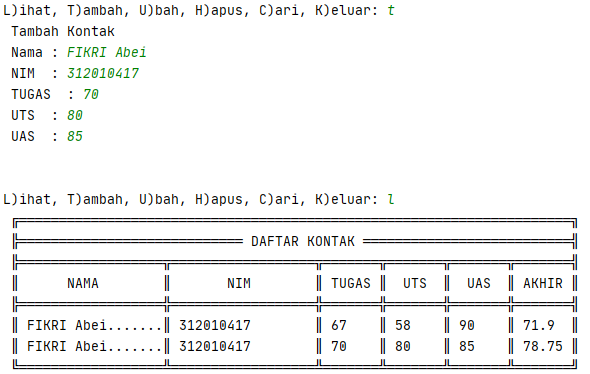 L)ihat, T)ambah, U)bah, H)apus, C)ari, K)eluar: t
Tambah Kontak
Nama : FIKRI Abei
NIM  : 312010417
TUGAS  : 70
UTS  : 80
UAS  : 85
L)ihat, T)ambah, U)bah, H)apus, C)ari, K)eluar: l
DAFTAR KONTAK
NAMA NIM TUGAS UTS UAS AKHIR
FIKRI Abei....... 312010417 67 58 90 71.9
FIKRI Abei....... 312010417 70 80 85 78.75